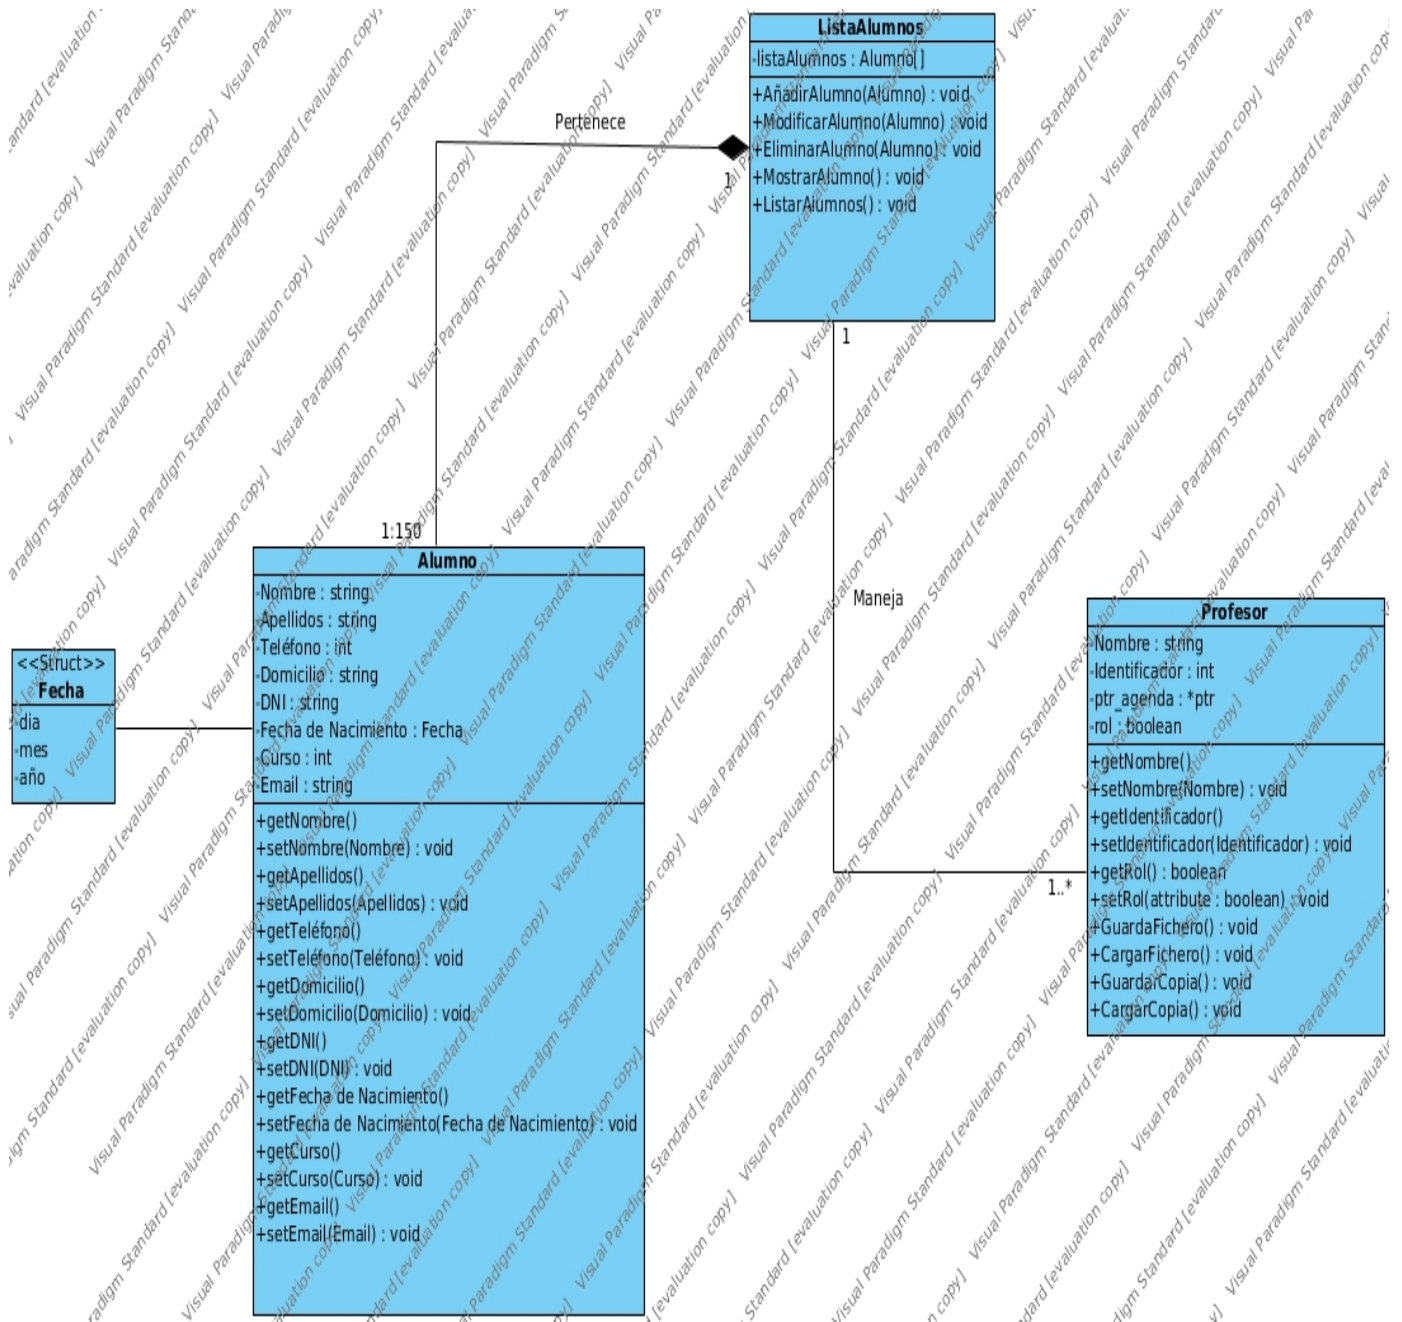 ListaAlumnos
-listaAlumnos : Alumno[]
+AñadirAlumno(Alumno) : void
+ModificarAlumno(Alumno) : void
+EliminarAlumno(Alumno) : void
+MostrarAlumno() : void
+ListarAlumnos() : void
Pertenece
1
1
1:150
Maneja
1..*
<<Struct>>
Fecha
-dia
-mes
-año
Alumno
-Nombre : string
-Apellidos : string
-Teléfono : int
-Domicilio : string
-DNI : string
-Fecha de Nacimiento : Fecha
-Curso : int
-Email : string
+getNombre()
+setNombre(Nombre) : void
+getApellidos()
+setApellidos(Apellidos) : void
+getTeléfono()
+setTeléfono(Teléfono) : void
+getDomicilio()
+setDomicilio(Domicilio) : void
+getDNI()
+setDNI(DNI) : void
+getFecha de Nacimiento()
+setFecha de Nacimiento(Fecha de Nacimiento) : void
+getCurso()
+setCurso(Curso) : void
+getEmail()
+setEmail(Email) : void
Profesor
-Nombre : string
-Identificador : int
-ptr_agenda : *ptr
-rol : boolean
+getNombre()
+setNombre(Nombre) : void
+getIdentificador()
+setIdentificador(Identificador) : void
+getRol() : boolean
+setRol(attribute : boolean) : void
+GuardaFichero() : void
+CargarFichero() : void
+GuardarCopia() : void
+CargarCopia() : void
Visual Paradigm Standard [evaluation copy]